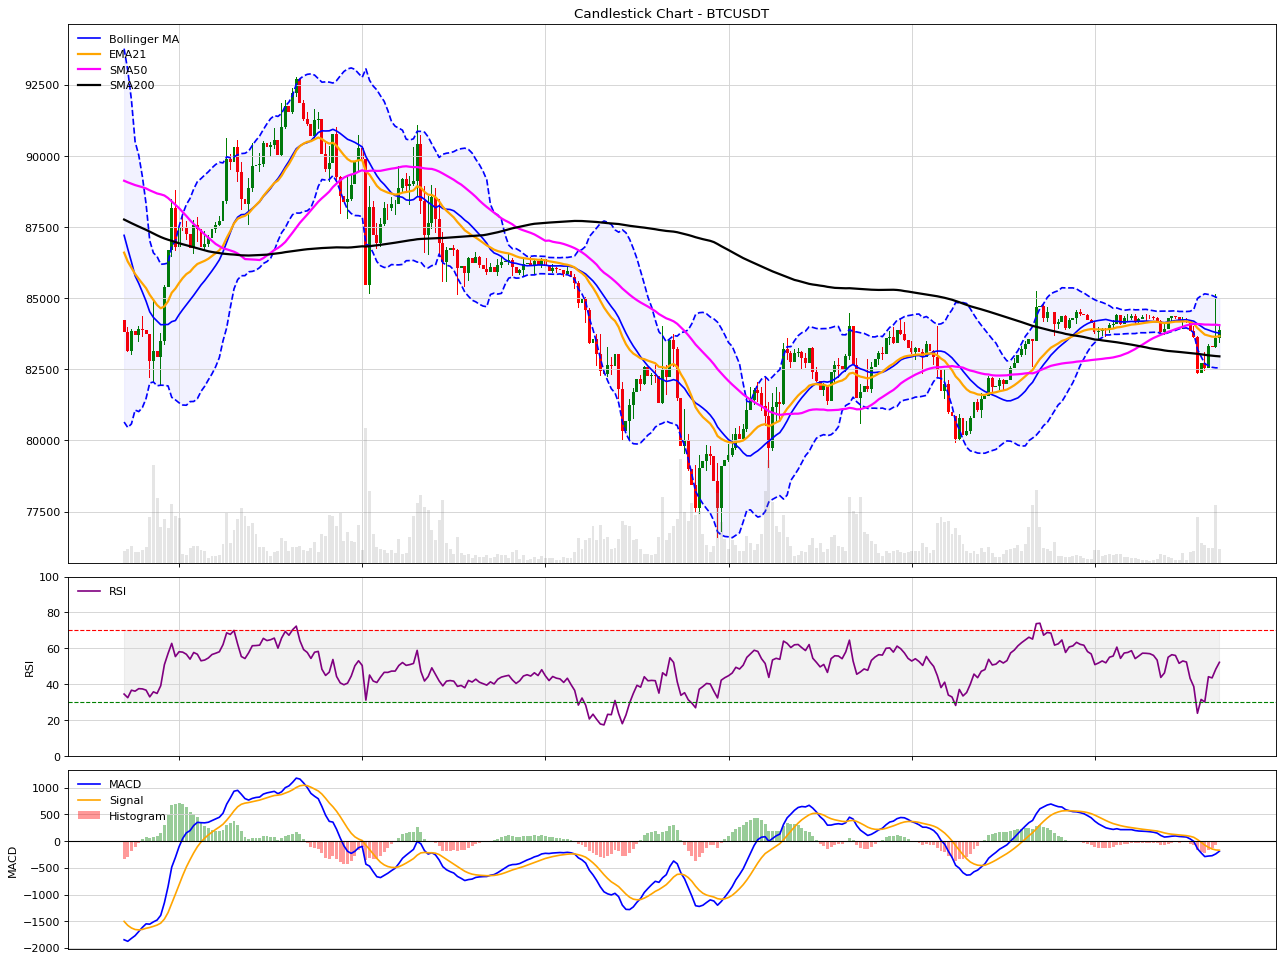 Candlestick Chart - BTCUSDT
Bollinger MA
EMA21
SMA50
SMA200
92500
90000
87500
85000
82500
80000
77500
RSI
100
80
60
40
20
0
RSI
MACD
Signal
Histogram
1000
500
0
−500
−1000
−1500
−2000
MACD